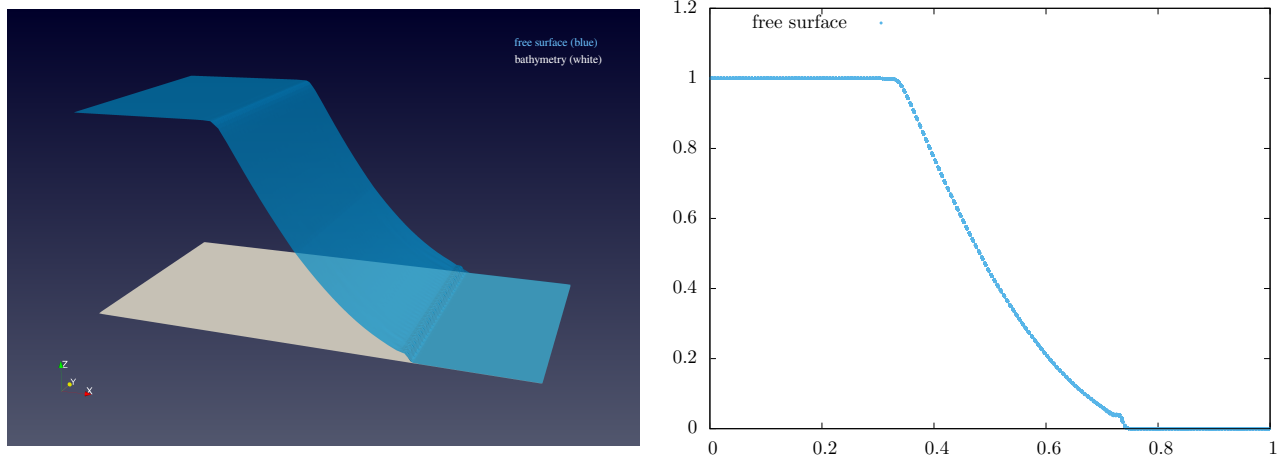 free surface (blue)
bathymetry (white)
Z
Y
X
free surface
1.2
1
0.8
0.6
0.4
0.2
0
0 0.2 0.4 0.6 0.8 1